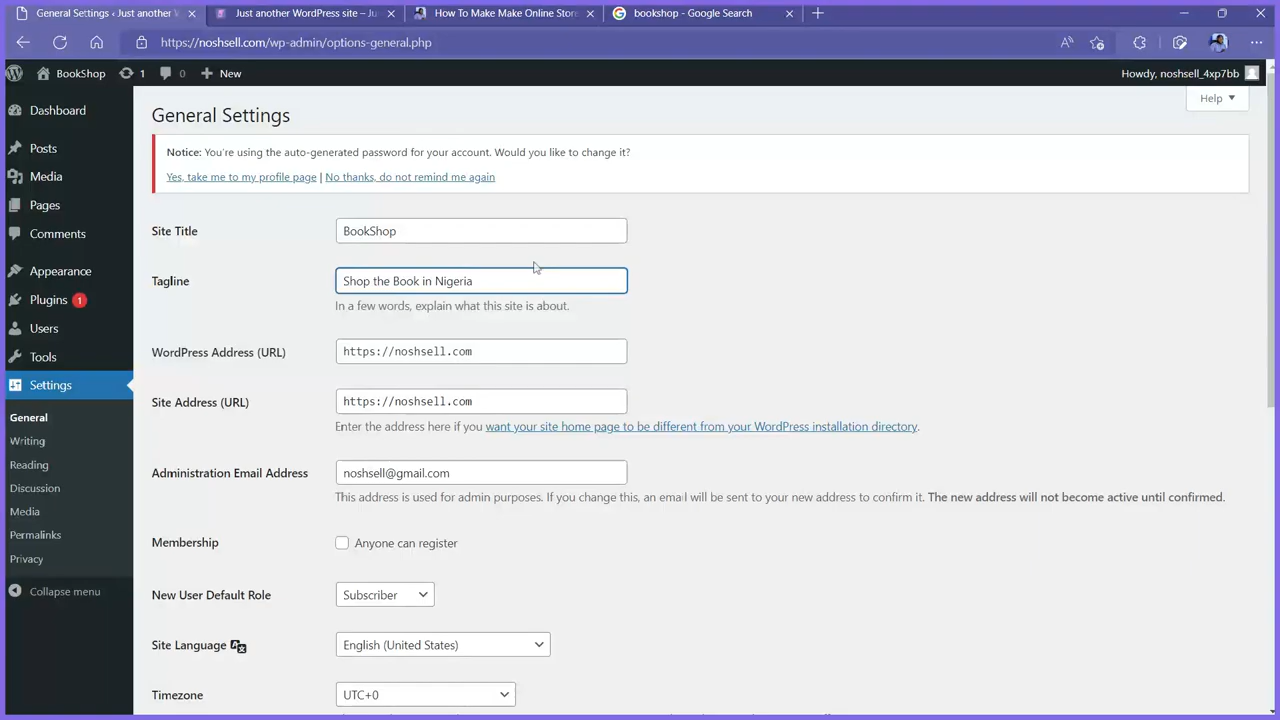 General Settings ‹ Just another W
Just another WordPress site – Ju
How To Make Make Online Stor
bookshop - Google Search
https://noshsell.com/wp-admin/options-general.php
BookShop 1 0 New Howdy, noshsell_4xp7bb
Help
Dashboard
Posts
Media
Pages
Comments
Appearance
Plugins 1
Users
Tools
Settings
General
Writing
Reading
Discussion
Media
Permalinks
Privacy
Collapse menu
General Settings
Notice: You're using the auto-generated password for your account. Would you like to change it?
Yes, take me to my profile page | No thanks, do not remind me again
Site Title BookShop
Tagline Shop the Book in Nigeria
In a few words, explain what this site is about.
WordPress Address (URL) https://noshsell.com
Site Address (URL) https://noshsell.com
Enter the address here if you want your site home page to be different from your WordPress installation directory.
Administration Email Address noshsell@gmail.com
This address is used for admin purposes. If you change this, an email will be sent to your new address to confirm it. The new address will not become active until confirmed.
Membership Anyone can register
New User Default Role Subscriber
Site Language English (United States)
Timezone UTC+0